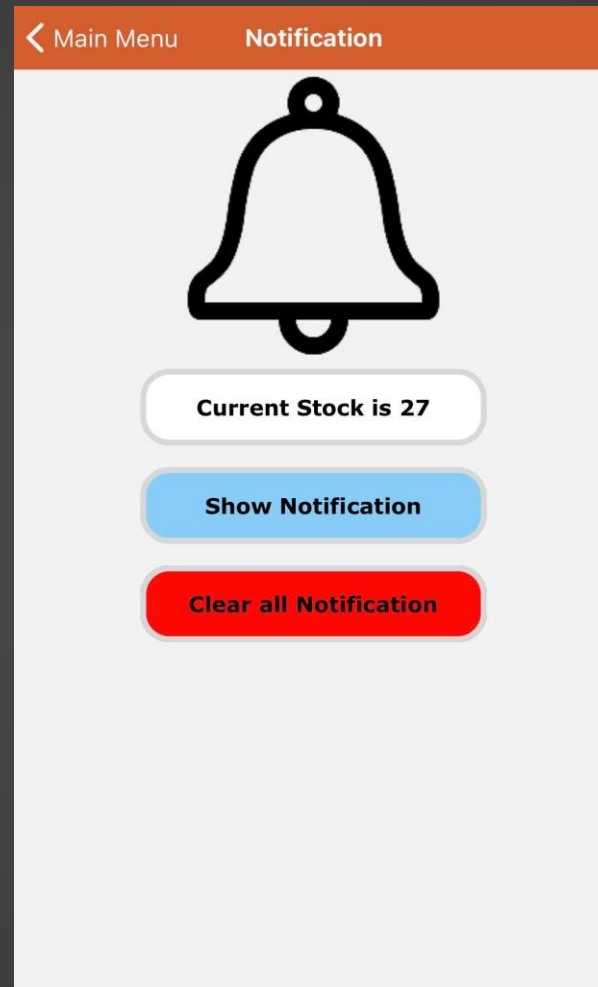 Main Menu Notification
Current Stock is 27
Show Notification
Clear all Notification